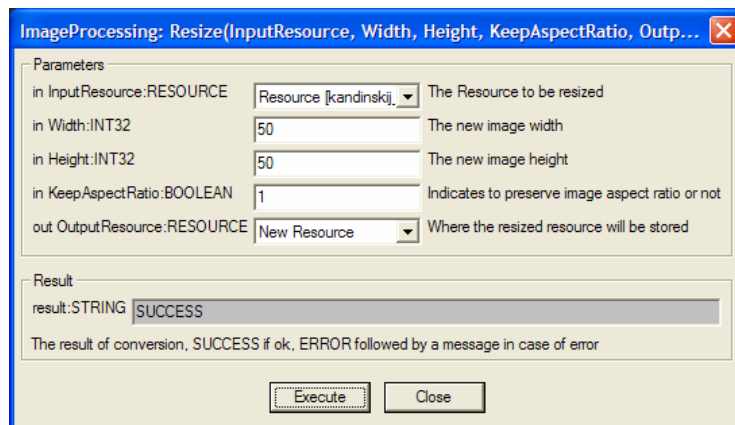 ImageProcessing: Resize(InputResource, Width, Height, KeepAspectRatio, Outp...
Parameters
in InputResource:RESOURCE Resource [kandinskij_ The Resource to be resized
in Width:INT32 50 The new image width
in Height:INT32 50 The new image height
in KeepAspectRatio:BOOLEAN 1 Indicates to preserve image aspect ratio or not
out OutputResource:RESOURCE New Resource Where the resized resource will be stored
Result
result:STRING SUCCESS
The result of conversion, SUCCESS if ok, ERROR followed by a message in case of error
Execute Close